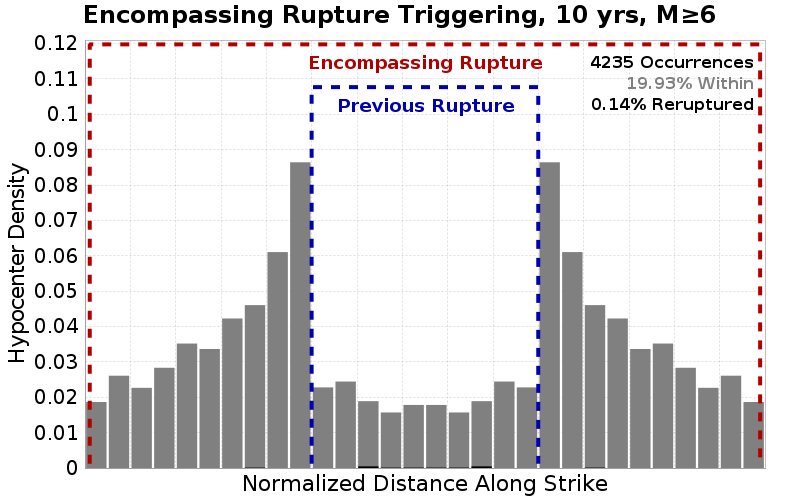 Encompassing Rupture Triggering, 10 yrs, M≥6
0.12
0.11
0.1
0.09
0.08
0.07
0.06
0.05
0.04
0.03
0.02
0.01
0
Hypocenter Density
Encompassing Rupture
Previous Rupture
4235 Occurrences
19.93% Within
0.14% Reruptured
Normalized Distance Along Strike